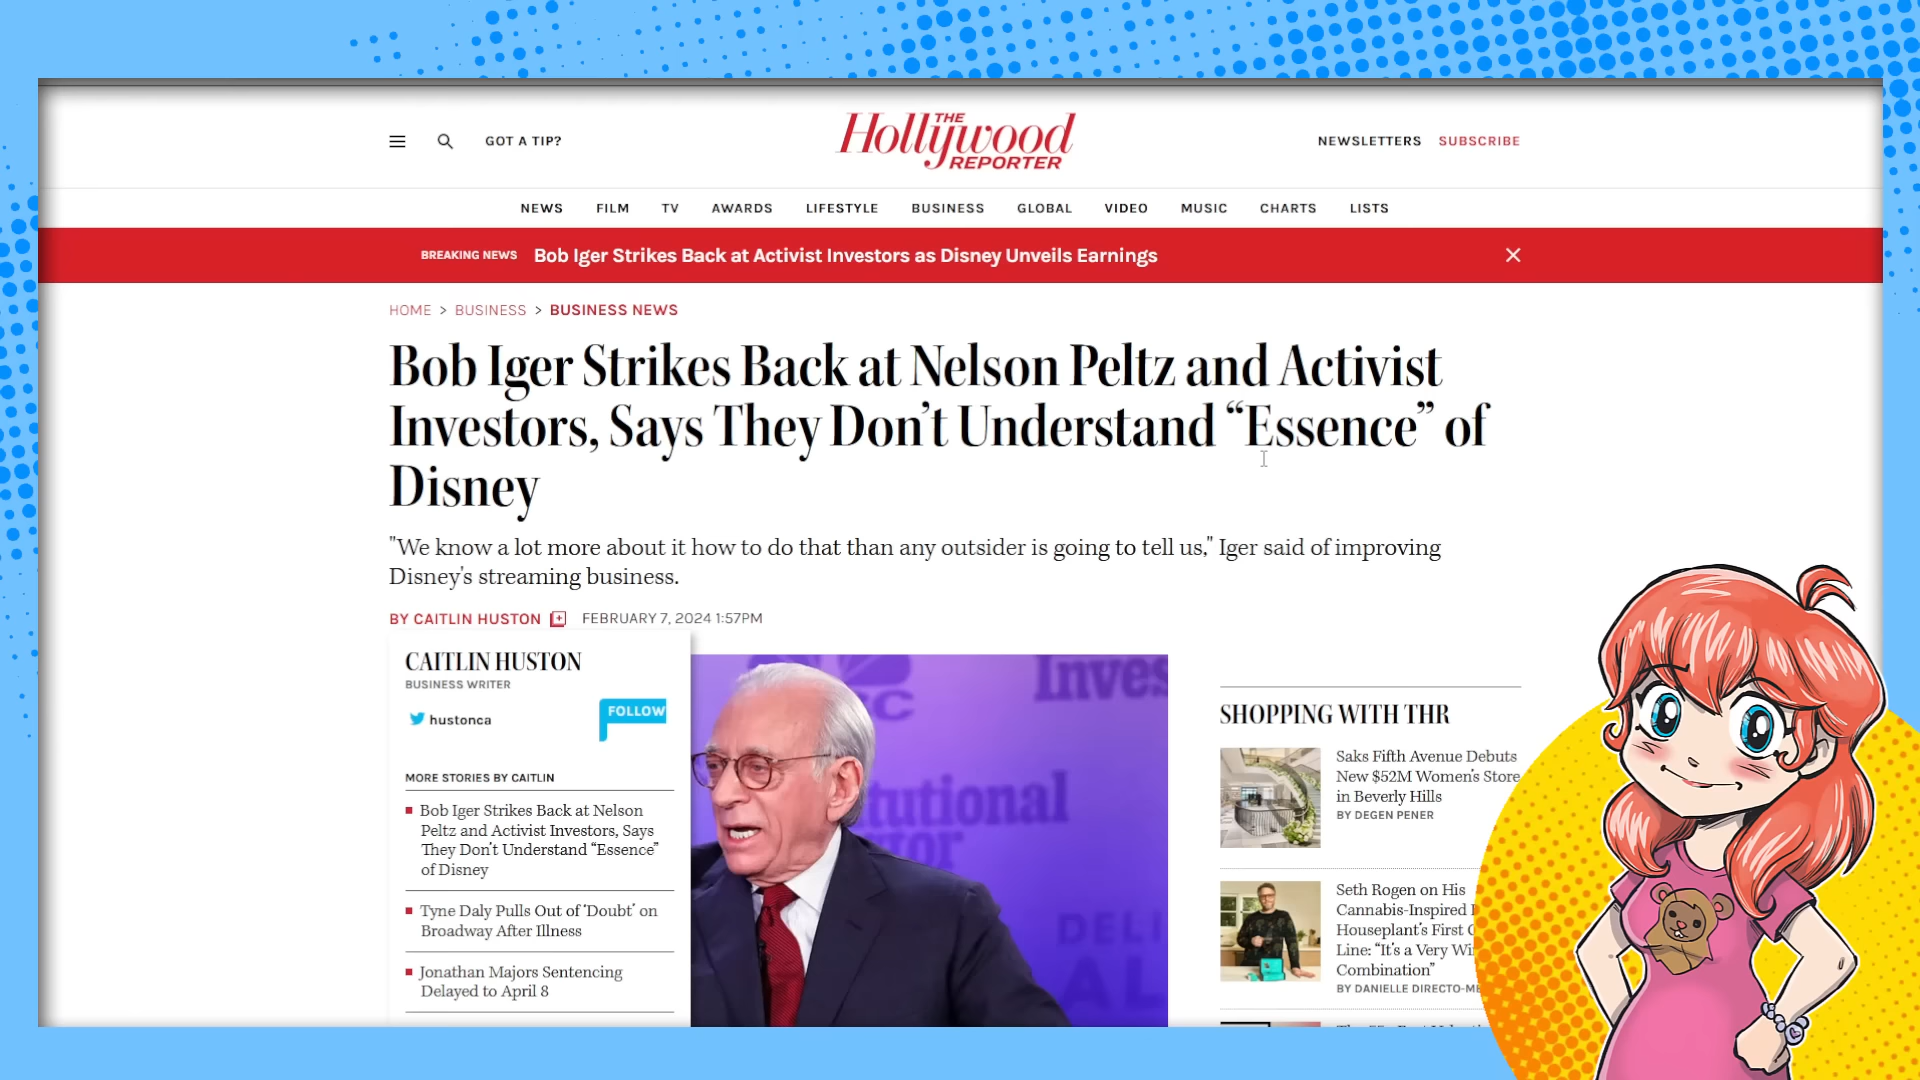 GOT A TIP?
THE
Hollywood
REPORTER
NEWSLETTERS SUBSCRIBE
NEWS FILM TV AWARDS LIFESTYLE BUSINESS GLOBAL VIDEO MUSIC CHARTS LISTS
BREAKING NEWS Bob Iger Strikes Back at Activist Investors as Disney Unveils Earnings
HOME > BUSINESS > BUSINESS NEWS
Bob Iger Strikes Back at Nelson Peltz and Activist
Investors, Says They Don't Understand “Essence” of
Disney
"We know a lot more about it how to do that than any outsider is going to tell us," Iger said of improving
Disney's streaming business.
BY CAITLIN HUSTON FEBRUARY 7, 2024 1:57PM
CAITLIN HUSTON
BUSINESS WRITER
hustonca
FOLLOW
MORE STORIES BY CAITLIN
Bob Iger Strikes Back at Nelson
Peltz and Activist Investors, Says
They Don't Understand “Essence”
of Disney
Tyne Daly Pulls Out of ‘Doubt’ on
Broadway After Illness
Jonathan Majors Sentencing
Delayed to April 8
Inves
tutional
DELI
SHOPPING WITH THR
Saks Fifth Avenue Debuts
New $52M Women's Store
in Beverly Hills
BY DEGEN PENER
Seth Rogen on His
Cannabis-Inspired
Houseplant's First
Line: “It's a Very
Combination”
BY DANIELLE